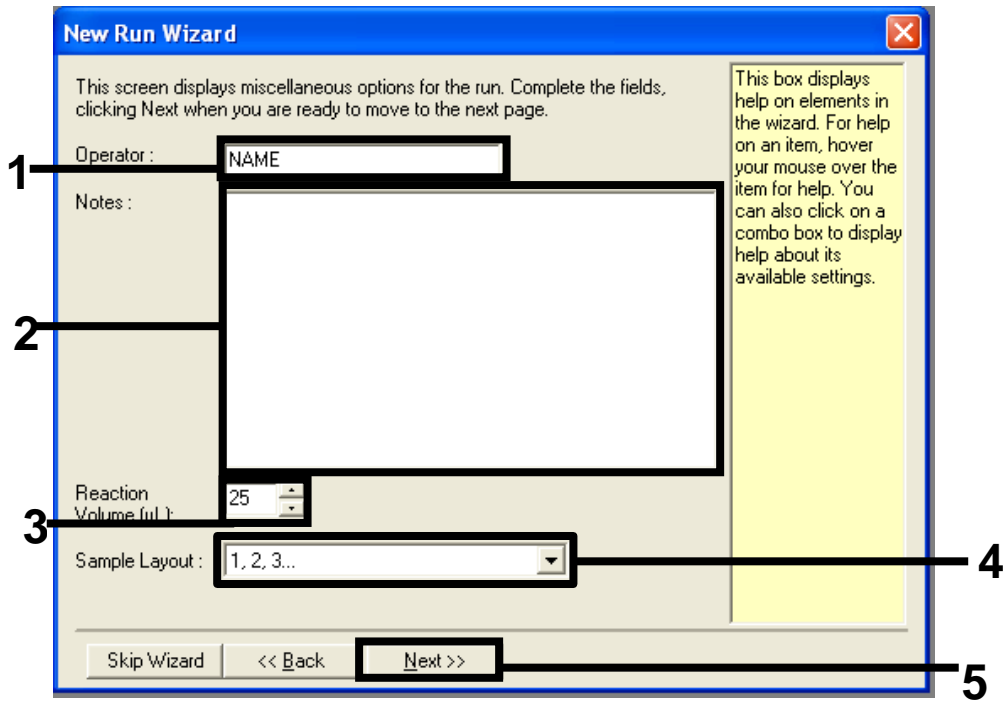 New Run Wizard
This screen displays miscellaneous options for the run. Complete the fields,
clicking Next when you are ready to move to the next page.
This box displays
help on elements in
the wizard. For help
on an item, hover
your mouse over the
item for help. You
can also click on a
combo box to display
help about its
available settings.
1
Operator :
NAME
2
Notes :
3
Reaction
Volume (µL):
25
Sample Layout :
1, 2, 3...
4
Skip Wizard
<< Back
Next >>
5